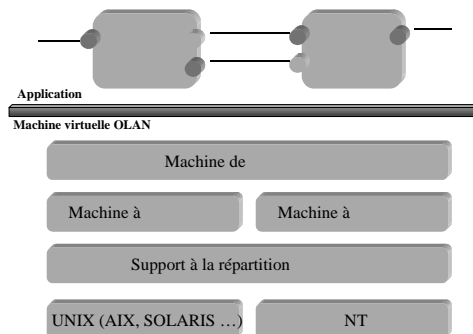 Application
Machine virtuelle OLAN
Machine de
Machine à
Machine à
Support à la répartition
UNIX (AIX, SOLARIS …)
NT